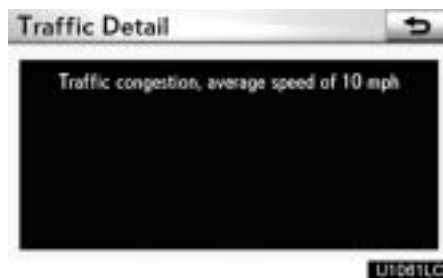 Traffic Detail
Traffic congestion, average speed of 10 mph
U1081LC